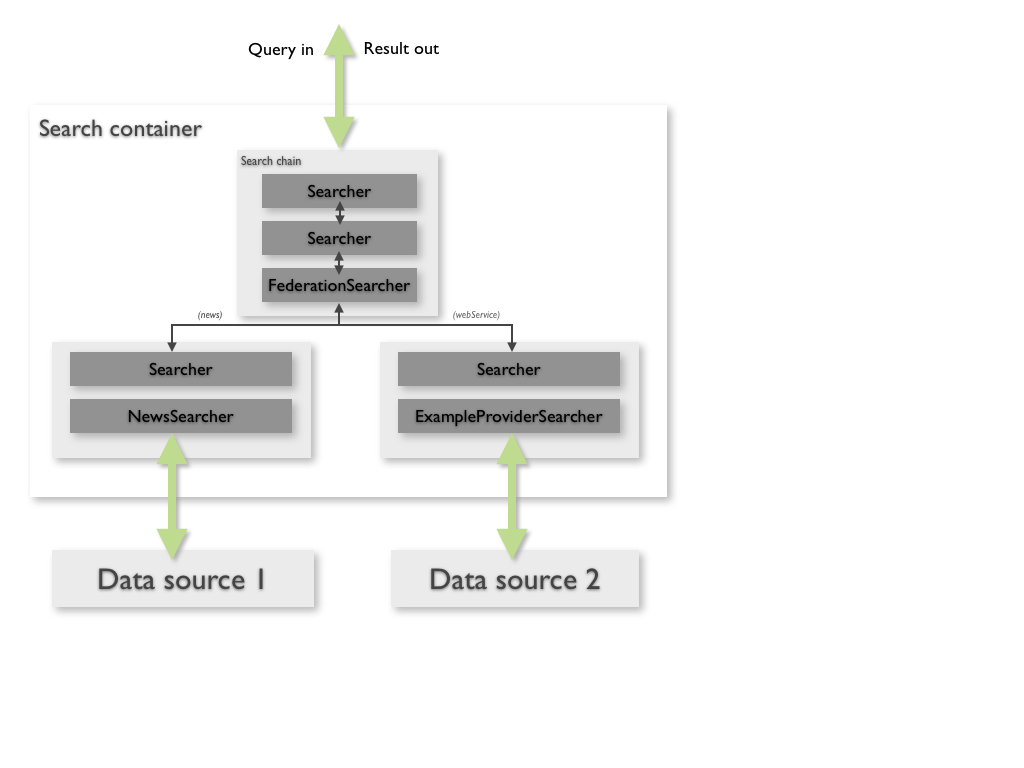 Query in
Result out
Search container
Search chain
Searcher
Searcher
FederationSearcher
(news)
(webService)
Searcher
Searcher
NewsSearcher
ExampleProviderSearcher
Data source 1
Data source 2